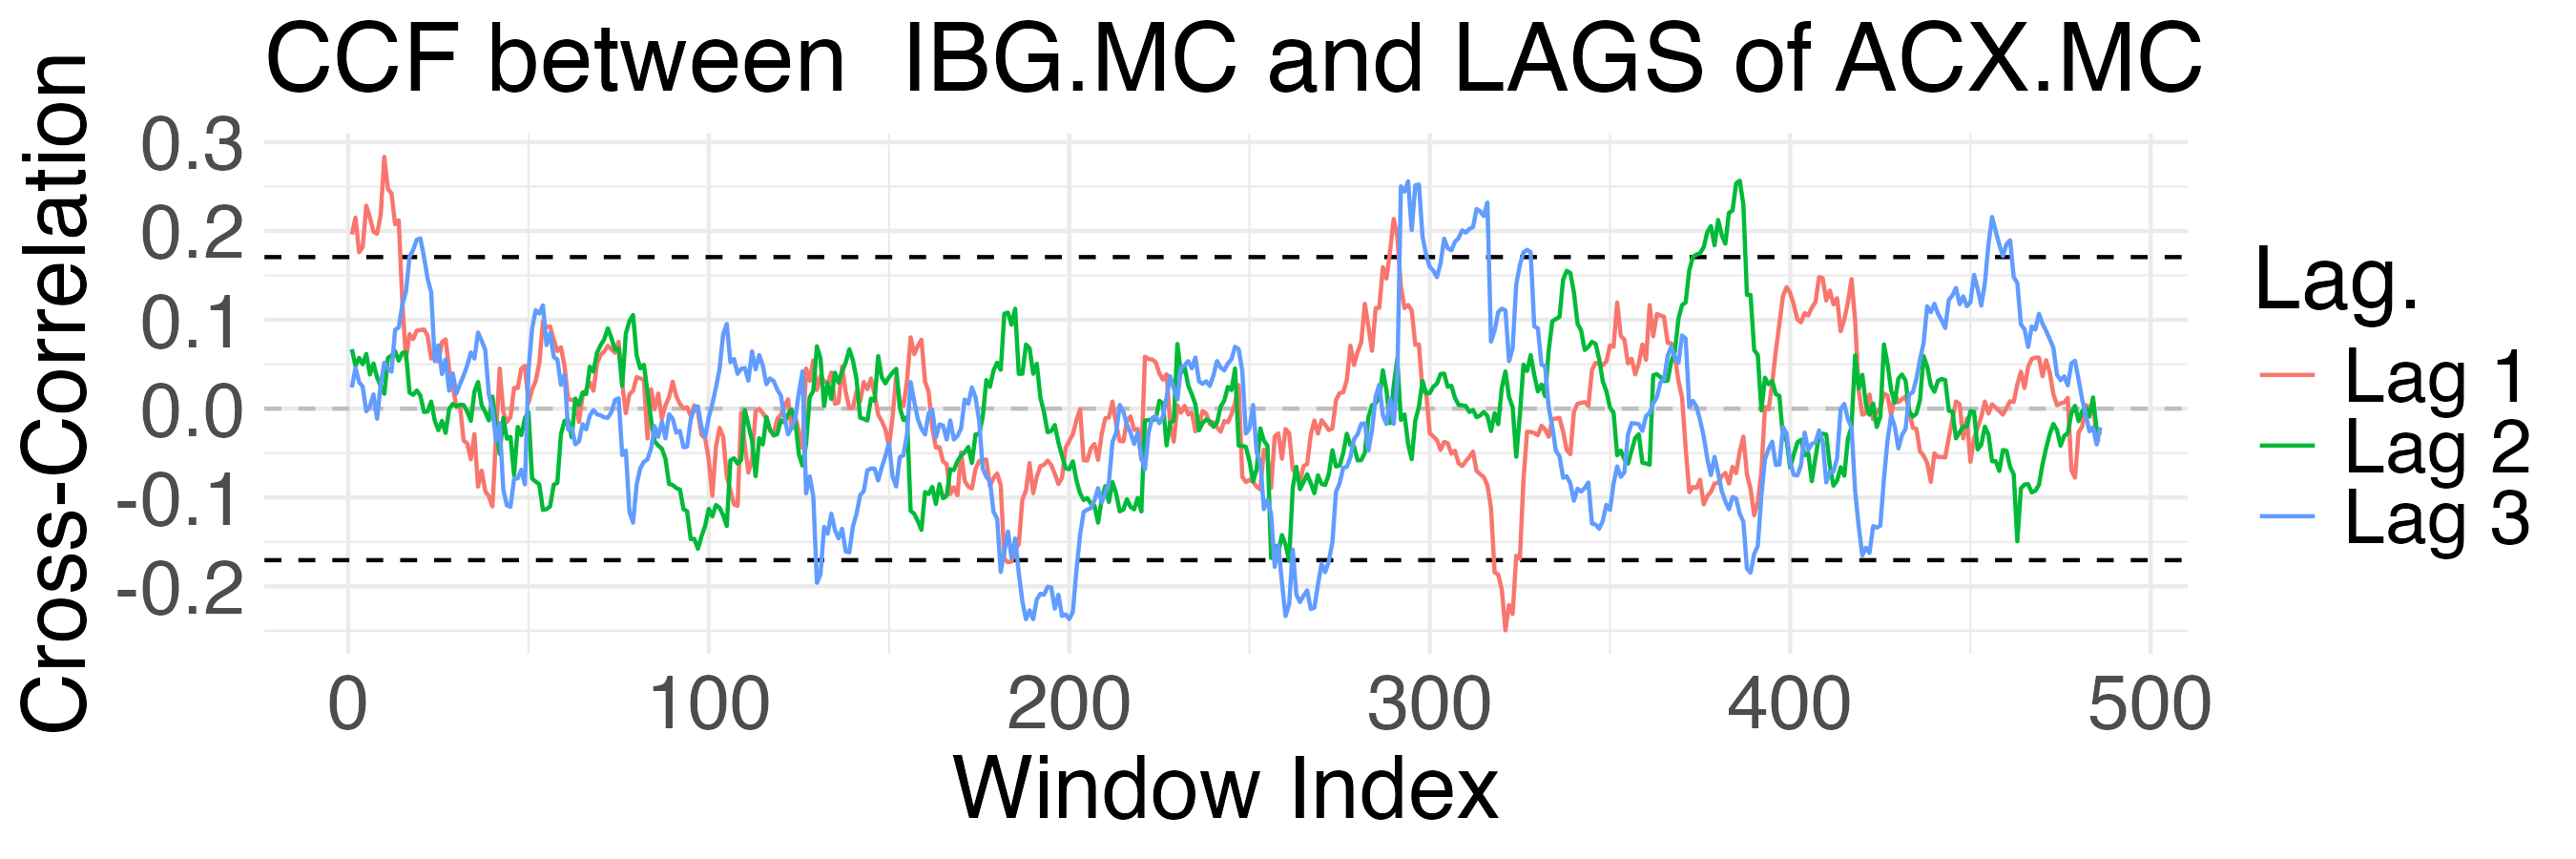 CCF between  IBG.MC and LAGS of ACX.MC
Cross-Correlation
0.3
0.2
0.1
0.0
-0.1
-0.2
0 100 200 300 400 500
Window Index
Lag.
Lag 1
Lag 2
Lag 3